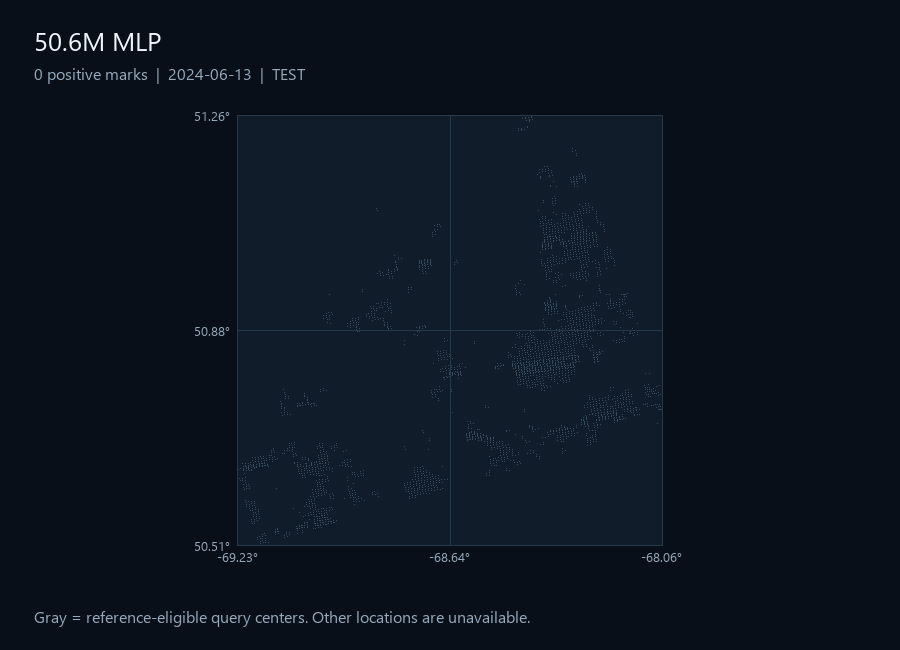 50.6M MLP
0 positive marks | 2024-06-13 | TEST
51.26°
50.88°
50.51°
-69.23° -68.64° -68.06°
Gray = reference-eligible query centers. Other locations are unavailable.